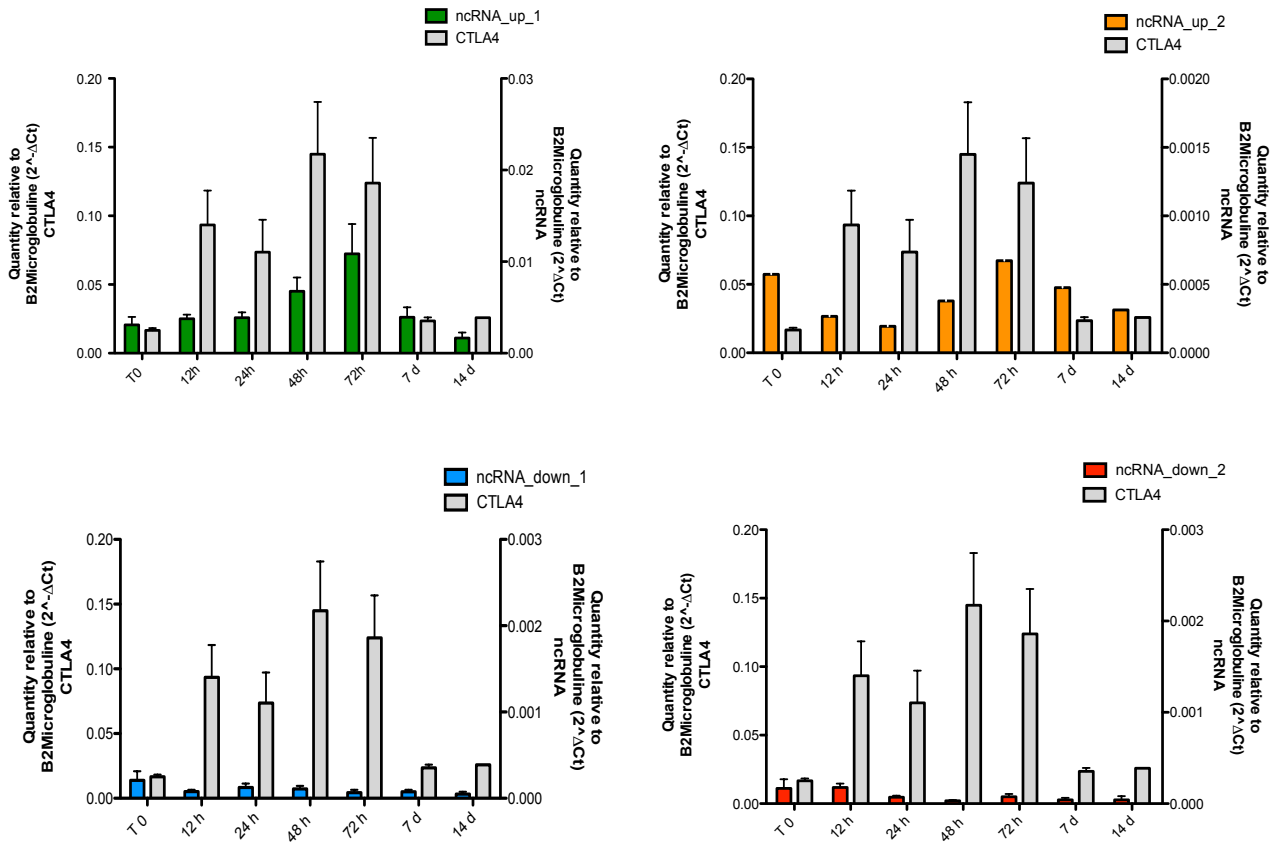 ncRNA_up_1
CTLA4
Quantity relative to
B2Microglobuline (2^-ΔCt)
CTLA4
0.20
0.15
0.10
0.05
0.00
0.03
0.02
0.01
0.00
Quantity relative to
B2Microglobuline (2^ΔCt)
ncRNA
T 0
12h
24h
48h
72h
7 d
14 d
ncRNA_up_2
CTLA4
Quantity relative to
B2Microglobuline (2^-ΔCt)
CTLA4
0.20
0.15
0.10
0.05
0.00
0.0020
0.0015
0.0010
0.0005
0.0000
Quantity relative to
B2Microglobuline (2^ΔCt)
ncRNA
T 0
12 h
24 h
48 h
72 h
7 d
14 d
ncRNA_down_1
CTLA4
Quantity relative to
B2Microglobuline (2^-ΔCt)
CTLA4
0.20
0.15
0.10
0.05
0.00
0.003
0.002
0.001
0.000
Quantity relative to
B2Microglobuline (2^ΔCt)
ncRNA
T 0
12 h
24 h
48 h
72 h
7 d
14 d
ncRNA_down_2
CTLA4
Quantity relative to
B2Microglobuline (2^-ΔCt)
CTLA4
0.20
0.15
0.10
0.05
0.00
0.003
0.002
0.001
0.000
Quantity relative to
B2Microglobuline (2^ΔCt)
ncRNA
T 0
12 h
24 h
48 h
72 h
7 d
14 d